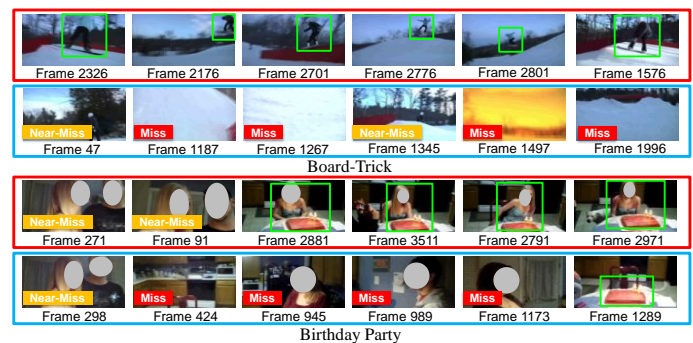 Frame 2326 Frame 2176 Frame 2701 Frame 2776 Frame 2801 Frame 1576
Near-Miss Miss Miss Near-Miss Miss Miss
Frame 47 Frame 1187 Frame 1267 Frame 1345 Frame 1497 Frame 1996
Board-Trick
Near-Miss Near-Miss
Frame 271 Frame 91 Frame 2881 Frame 3511 Frame 2791 Frame 2971
Near-Miss Miss Miss Miss Miss
Frame 298 Frame 424 Frame 945 Frame 989 Frame 1173 Frame 1289
Birthday Party